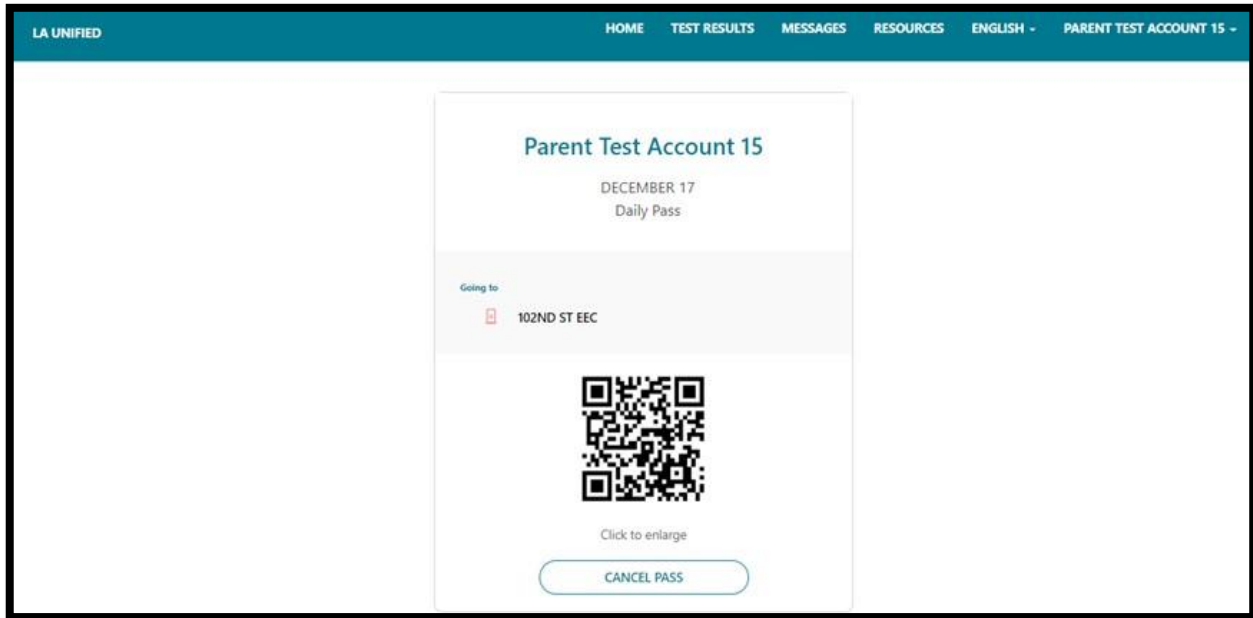 LA UNIFIED HOME TEST RESULTS MESSAGES RESOURCES ENGLISH PARENT TEST ACCOUNT 15
Parent Test Account 15
DECEMBER 17
Daily Pass
Going to
102ND ST EEC
Click to enlarge
CANCEL PASS